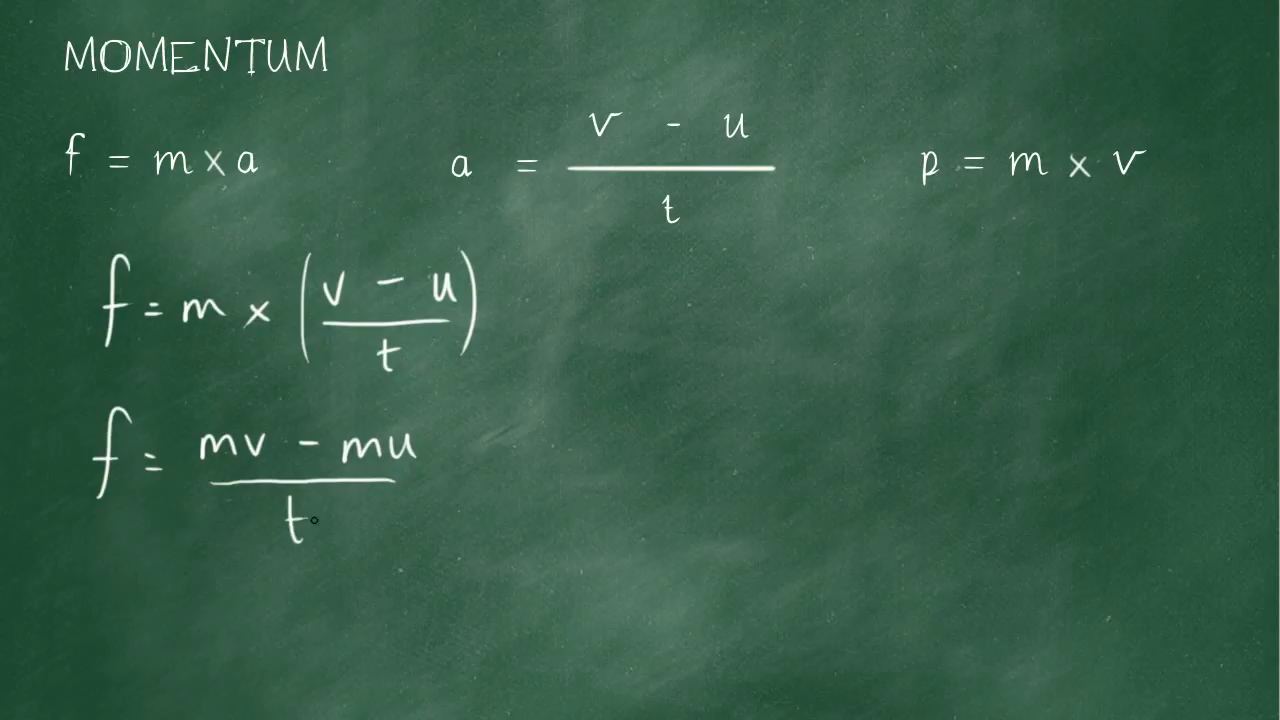 MOMENTUM
f = m x a    a = v - u / t    p = m x v
f = m x (v - u / t)
f = mv - mu / t